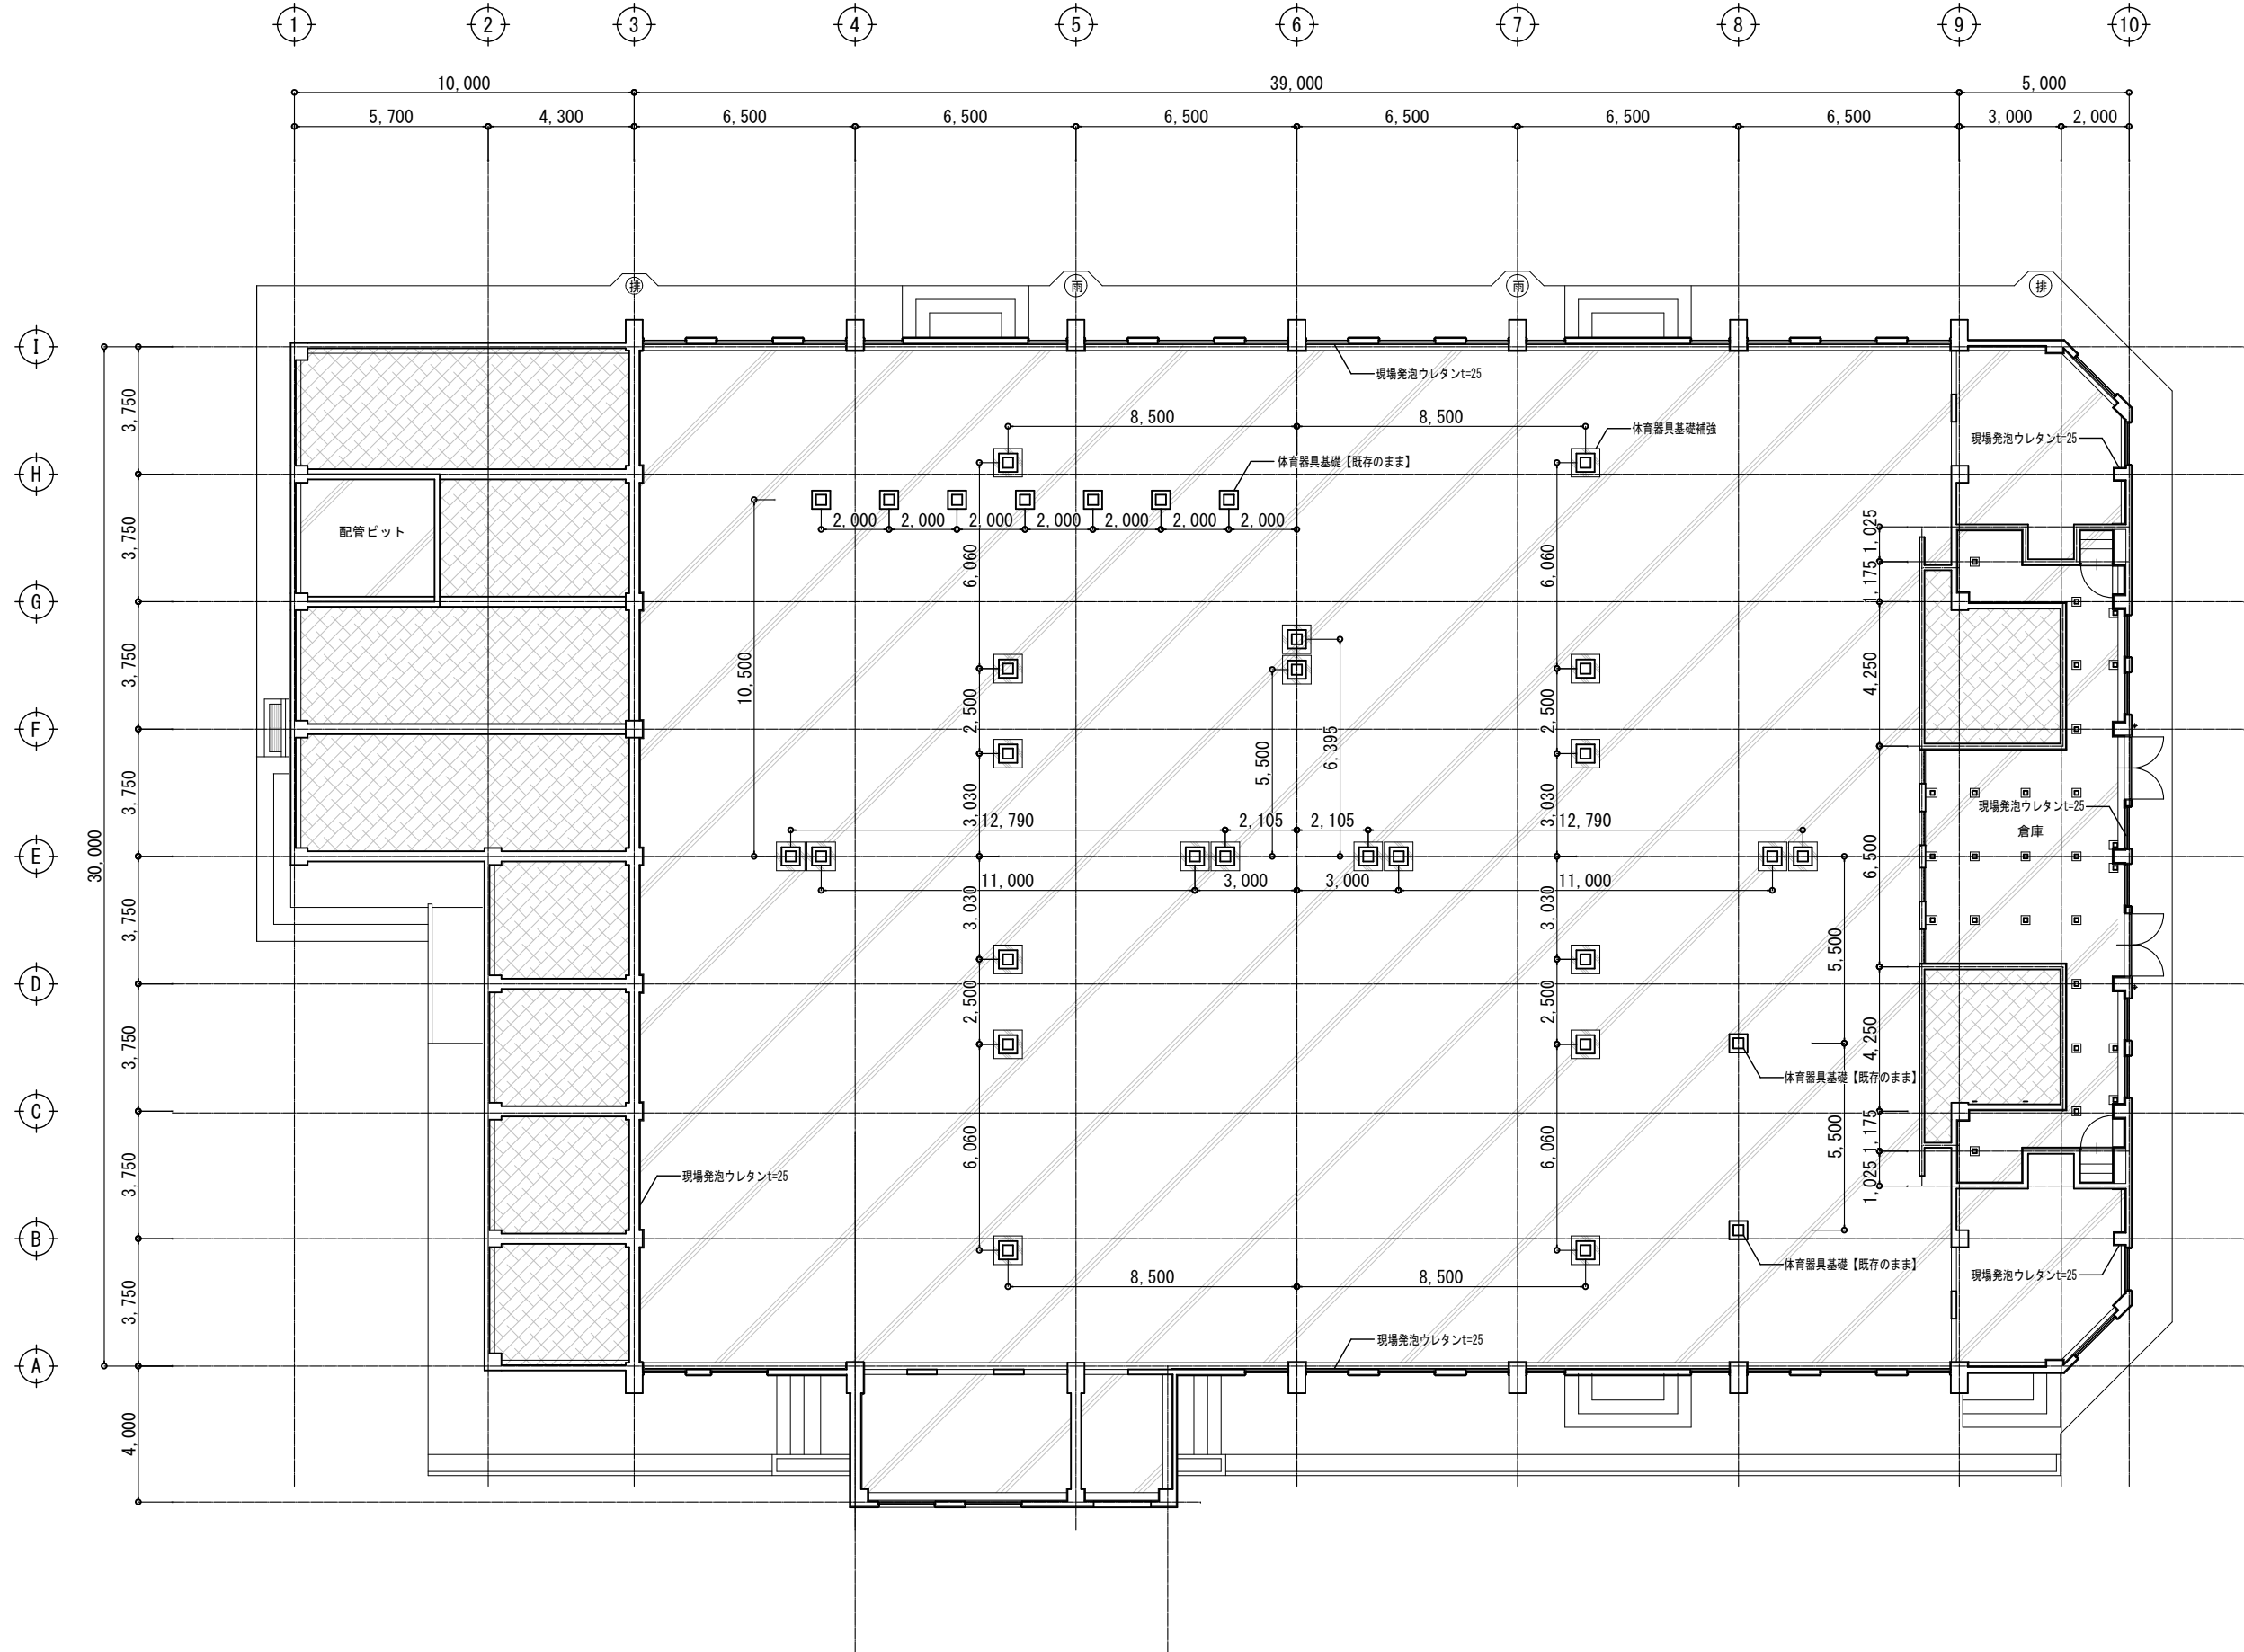 1 2 3 4 5 6 7 8 9 10
10,000 39,000 5,000
5,700 4,300 6,500 6,500 6,500 6,500 6,500 6,500 3,000 2,000
排 雨 雨 排
I
現場発泡ウレタンt=25
3,750
8,500 8,500
体育器具基礎補強
現場発泡ウレタンt=25
体育器具基礎【既存のまま】
H
2,000 2,000 2,000 2,000 2,000 2,000 2,000
配管ピット
3,750
1,025
6,060 6,060
1,175
G
3,750
4,250
10,500
2,500 2,500
F
5,500 6,395
3,750
3,030 3,030
現場発泡ウレタンt=25
12,790 2,105 2,105 12,790
倉庫
30,000
E
6,500
11,000 3,000 3,000 11,000
3,750
3,030 3,030
5,500
D
2,500 2,500
3,750
4,250
体育器具基礎【既存のまま】
C
3,750
6,060 6,060
5,500
1,175
現場発泡ウレタンt=25
1,025
B
体育器具基礎【既存のまま】
現場発泡ウレタンt=25
8,500 8,500
3,750
現場発泡ウレタンt=25
A
4,000